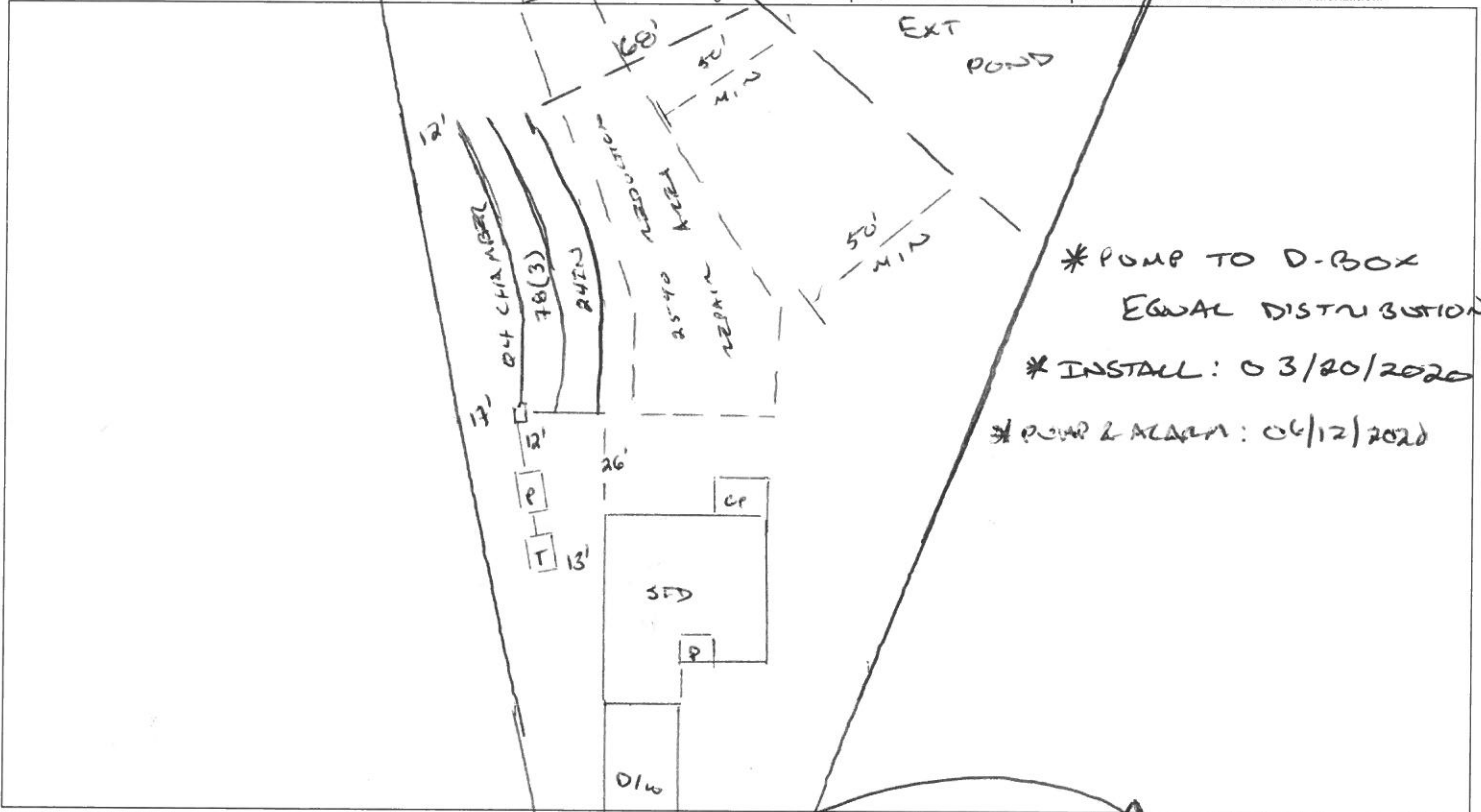 EXT
POND
68'
50'
MIN
12'
Q4 CHAMBER
78(3)
24IN
25-40 REDUCTION
REPAIR AREA
50'
MIN
* PUMP TO D-BOX
EQUAL DISTRIBUTION
* INSTALL: 03/20/2020
* PUMP & ALARM: 06/12/2020
17'
12'
26'
P
CP
T 13'
SFD
P
D/W